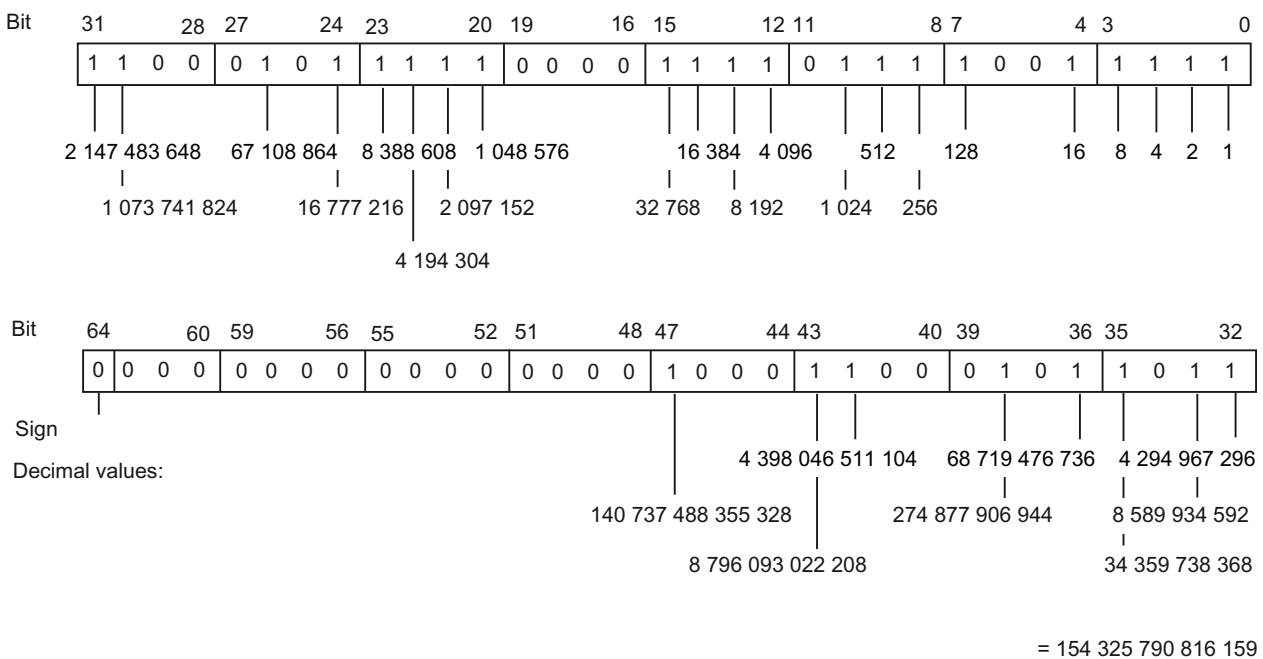 Bit 31 28 27 24 23 20 19 16 15 12 11 8 7 4 3 0
1 1 0 0 0 1 0 1 1 1 1 1 0 0 0 0 1 1 1 1 0 1 1 1 1 0 0 1 1 1 1 1
2 147 483 648 67 108 864 8 388 608 1 048 576 16 384 4 096 512 128 16 8 4 2 1
1 073 741 824 16 777 216 2 097 152 32 768 8 192 1 024 256
4 194 304
Bit 64 60 59 56 55 52 51 48 47 44 43 40 39 36 35 32
0 0 0 0 0 0 0 0 0 0 0 0 0 0 0 0 1 0 0 0 1 1 0 0 0 1 0 1 1 0 1 1
Sign
4 398 046 511 104 68 719 476 736 4 294 967 296
Decimal values:
140 737 488 355 328 274 877 906 944 8 589 934 592
8 796 093 022 208 34 359 738 368
= 154 325 790 816 159